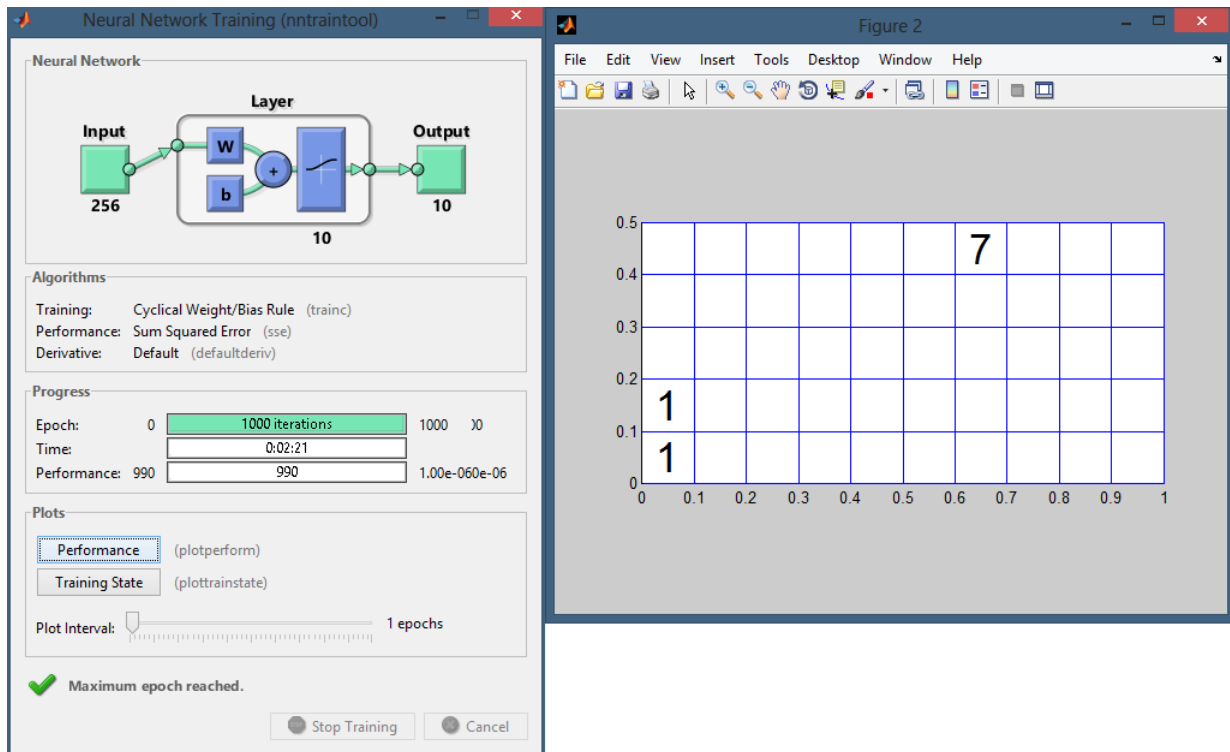 Neural Network Training (nntraintool)
Neural Network
Layer
Input
Output
W
b
+
256
10
10
Algorithms
Training: Cyclical Weight/Bias Rule (trainc)
Performance: Sum Squared Error (sse)
Derivative: Default (defaultderiv)
Progress
Epoch: 0 1000 iterations 1000
Time: 0:02:21
Performance: 990 990 1.00e-060e-06
Plots
Performance (plotperform)
Training State (plottrainstate)
Plot Interval: 1 epochs
Maximum epoch reached.
Stop Training Cancel
Figure 2
File Edit View Insert Tools Desktop Window Help
0.5
7
0.4
0.3
0.2
1
0.1
1
0
0 0.1 0.2 0.3 0.4 0.5 0.6 0.7 0.8 0.9 1